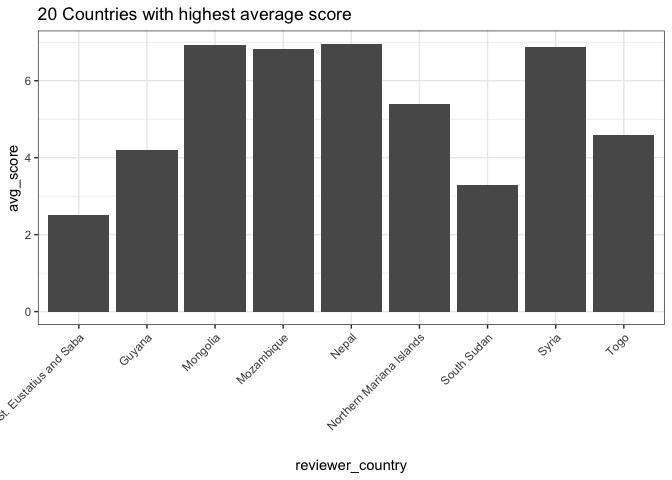 20 Countries with highest average score
avg_score
6
4
2
0
St. Eustatius and Saba
Guyana
Mongolia
Mozambique
Nepal
Northern Mariana Islands
South Sudan
Syria
Togo
reviewer_country